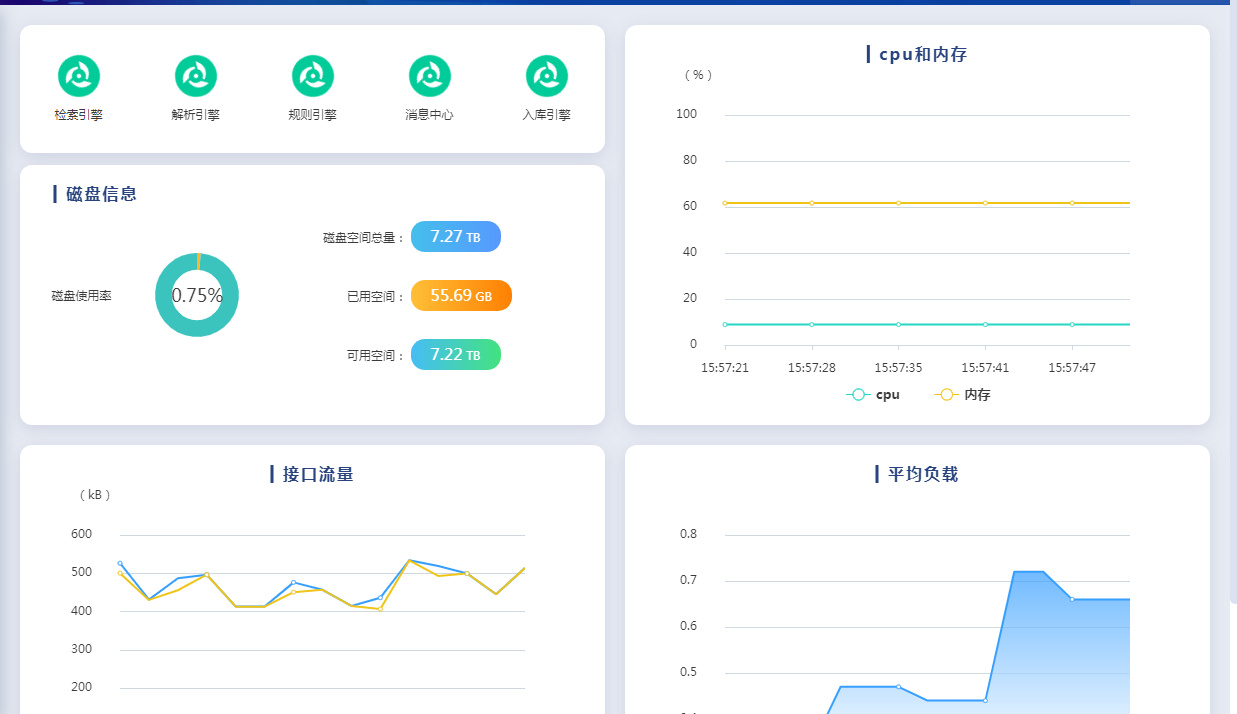 检索引擎
解析引擎
规则引擎
消息中心
入库引擎
磁盘信息
磁盘使用率
0.75%
磁盘空间总量：
7.27 TB
已用空间：
55.69 GB
可用空间：
7.22 TB
cpu和内存
（ % ）
100
80
60
40
20
0
15:57:21
15:57:28
15:57:35
15:57:41
15:57:47
cpu
内存
接口流量
（ kB ）
600
500
400
300
200
平均负载
0.8
0.7
0.6
0.5